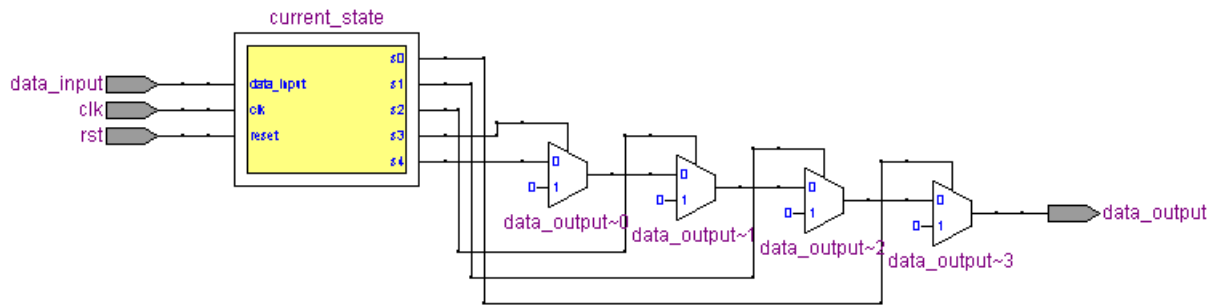 current_state
data_input
clk
rst
data_input
clk
reset
s0
s1
s2
s3
s4
0
0 1
data_output~0
0
0 1
data_output~1
0
0 1
data_output~2
0
0 1
data_output~3
data_output